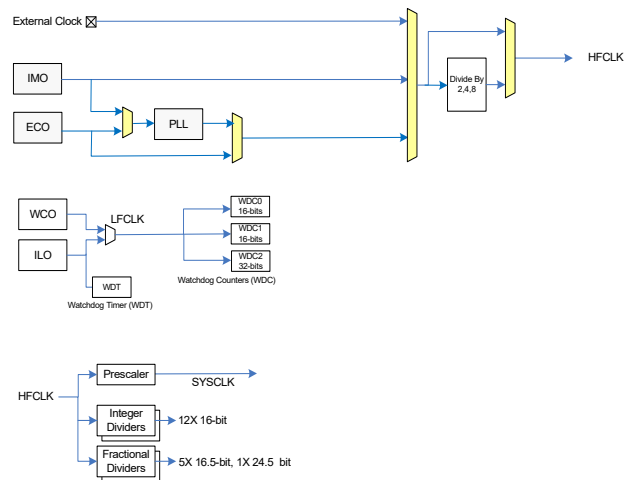 External Clock
HFCLK
IMO
Divide By
2,4,8
ECO
PLL
WCO
LFCLK
WDC0
16-bits
WDC1
16-bits
ILO
WDC2
32-bits
WDT
Watchdog Counters (WDC)
Watchdog Timer (WDT)
Prescaler
SYSCLK
HFCLK
Integer
Dividers
12X 16-bit
Fractional
Dividers
5X 16.5-bit, 1X 24.5 bit